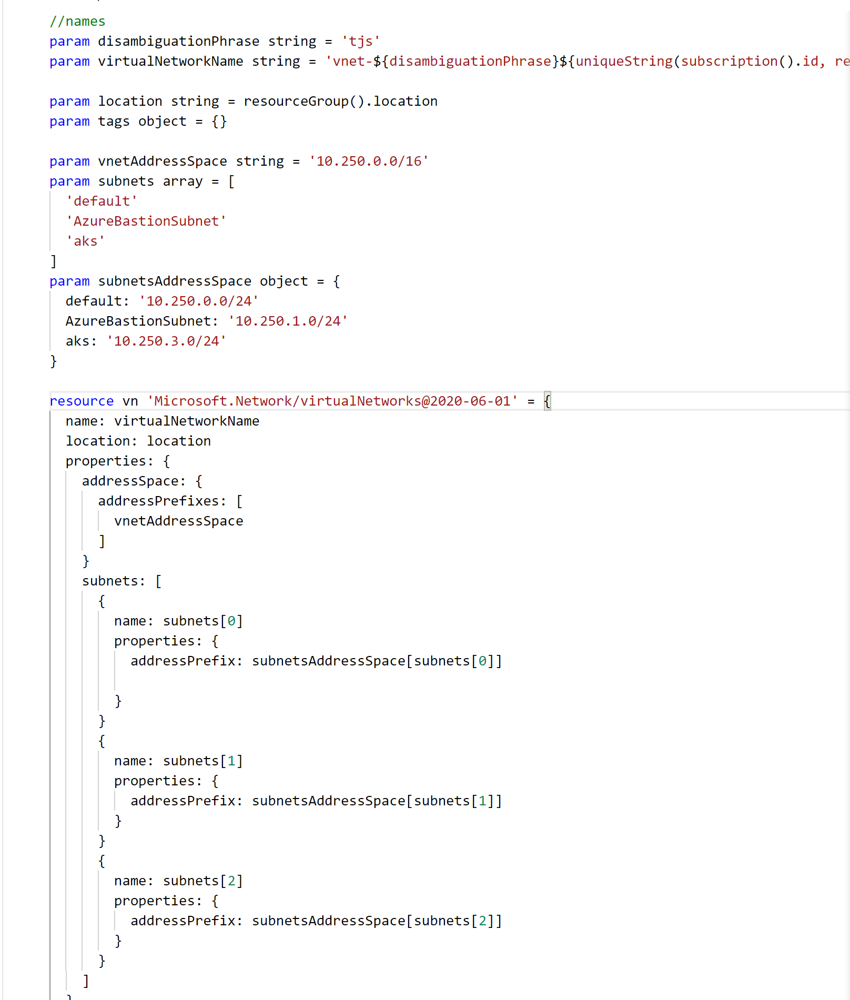 //names
param disambiguationPhrase string = 'tjs'
param virtualNetworkName string = 'vnet-${disambiguationPhrase}${uniqueString(subscription().id, re

param location string = resourceGroup().location
param tags object = {}

param vnetAddressSpace string = '10.250.0.0/16'
param subnets array = [
  'default'
  'AzureBastionSubnet'
  'aks'
]
param subnetsAddressSpace object = {
  default: '10.250.0.0/24'
  AzureBastionSubnet: '10.250.1.0/24'
  aks: '10.250.3.0/24'
}

resource vn 'Microsoft.Network/virtualNetworks@2020-06-01' = {
  name: virtualNetworkName
  location: location
  properties: {
    addressSpace: {
      addressPrefixes: [
        vnetAddressSpace
      ]
    }
    subnets: [
      {
        name: subnets[0]
        properties: {
          addressPrefix: subnetsAddressSpace[subnets[0]]

        }
      }
      {
        name: subnets[1]
        properties: {
          addressPrefix: subnetsAddressSpace[subnets[1]]
        }
      }
      {
        name: subnets[2]
        properties: {
          addressPrefix: subnetsAddressSpace[subnets[2]]
        }
      }
    ]
  }